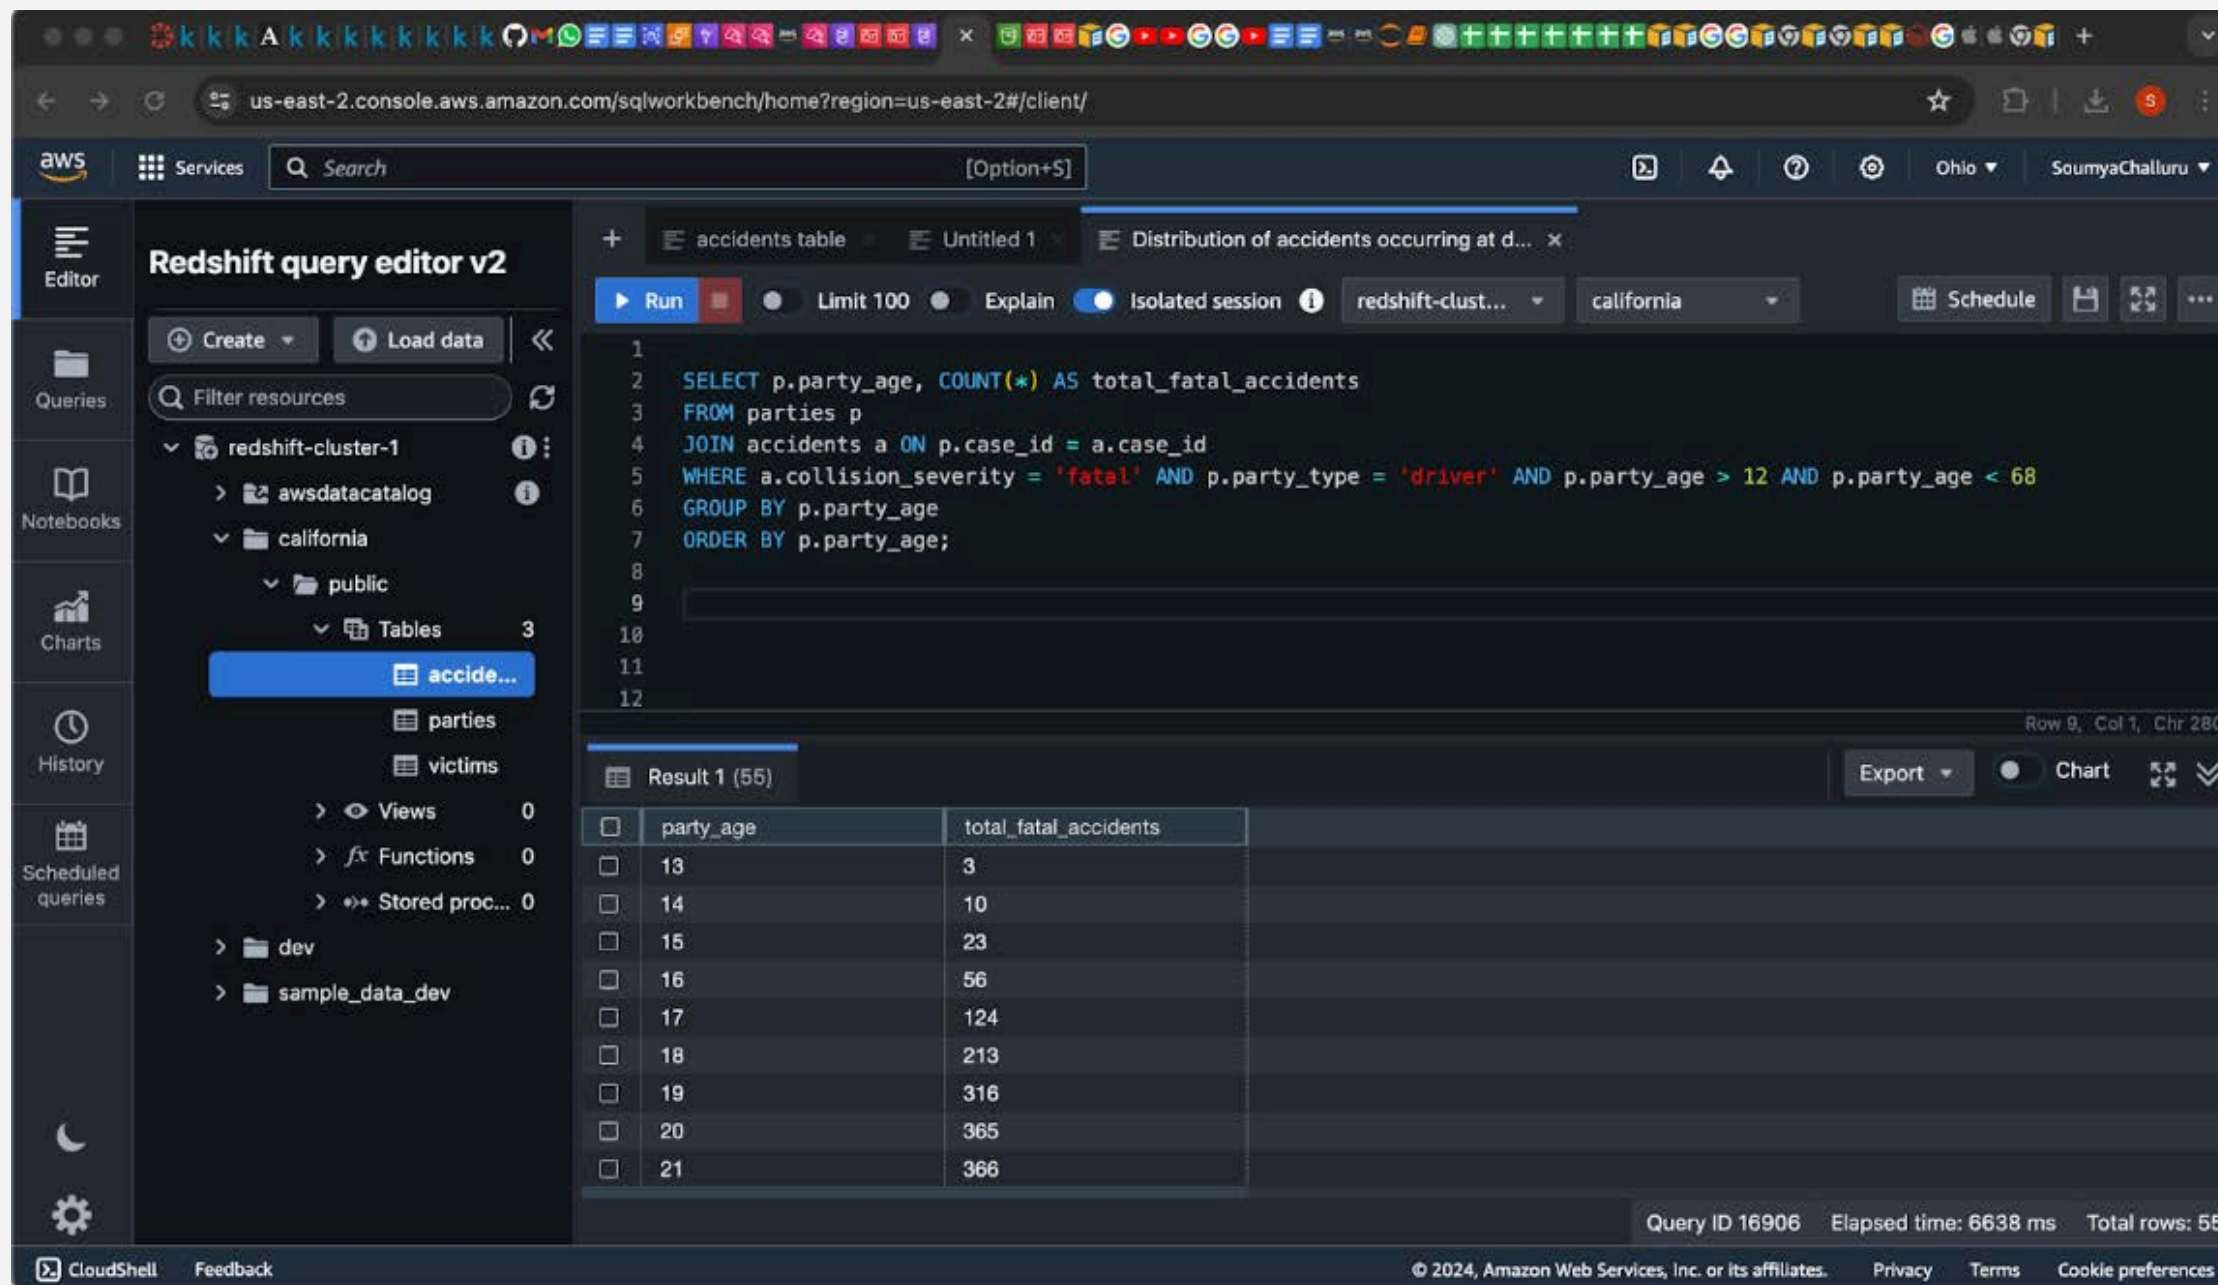 us-east-2.console.aws.amazon.com/sqlworkbench/home?region=us-east-2#/client/
aws Services Search [Option+S] Ohio SoumyaChalluru
Editor
Queries
Notebooks
Charts
History
Scheduled queries
Redshift query editor v2
Create Load data
Filter resources
redshift-cluster-1
awsdatacatalog
california
public
Tables 3
accide...
parties
victims
Views 0
fx Functions 0
Stored proc... 0
dev
sample_data_dev
+ accidents table Untitled 1 Distribution of accidents occurring at d... ×
Run Limit 100 Explain Isolated session redshift-clust... california Schedule
1
2 SELECT p.party_age, COUNT(*) AS total_fatal_accidents
3 FROM parties p
4 JOIN accidents a ON p.case_id = a.case_id
5 WHERE a.collision_severity = 'fatal' AND p.party_type = 'driver' AND p.party_age > 12 AND p.party_age < 68
6 GROUP BY p.party_age
7 ORDER BY p.party_age;
8
9
10
11
12
Row 9, Col 1, Chr 280
Result 1 (55) Export Chart
party_age total_fatal_accidents
13 3
14 10
15 23
16 56
17 124
18 213
19 316
20 365
21 366
Query ID 16906 Elapsed time: 6638 ms Total rows: 55
CloudShell Feedback © 2024, Amazon Web Services, Inc. or its affiliates. Privacy Terms Cookie preferences